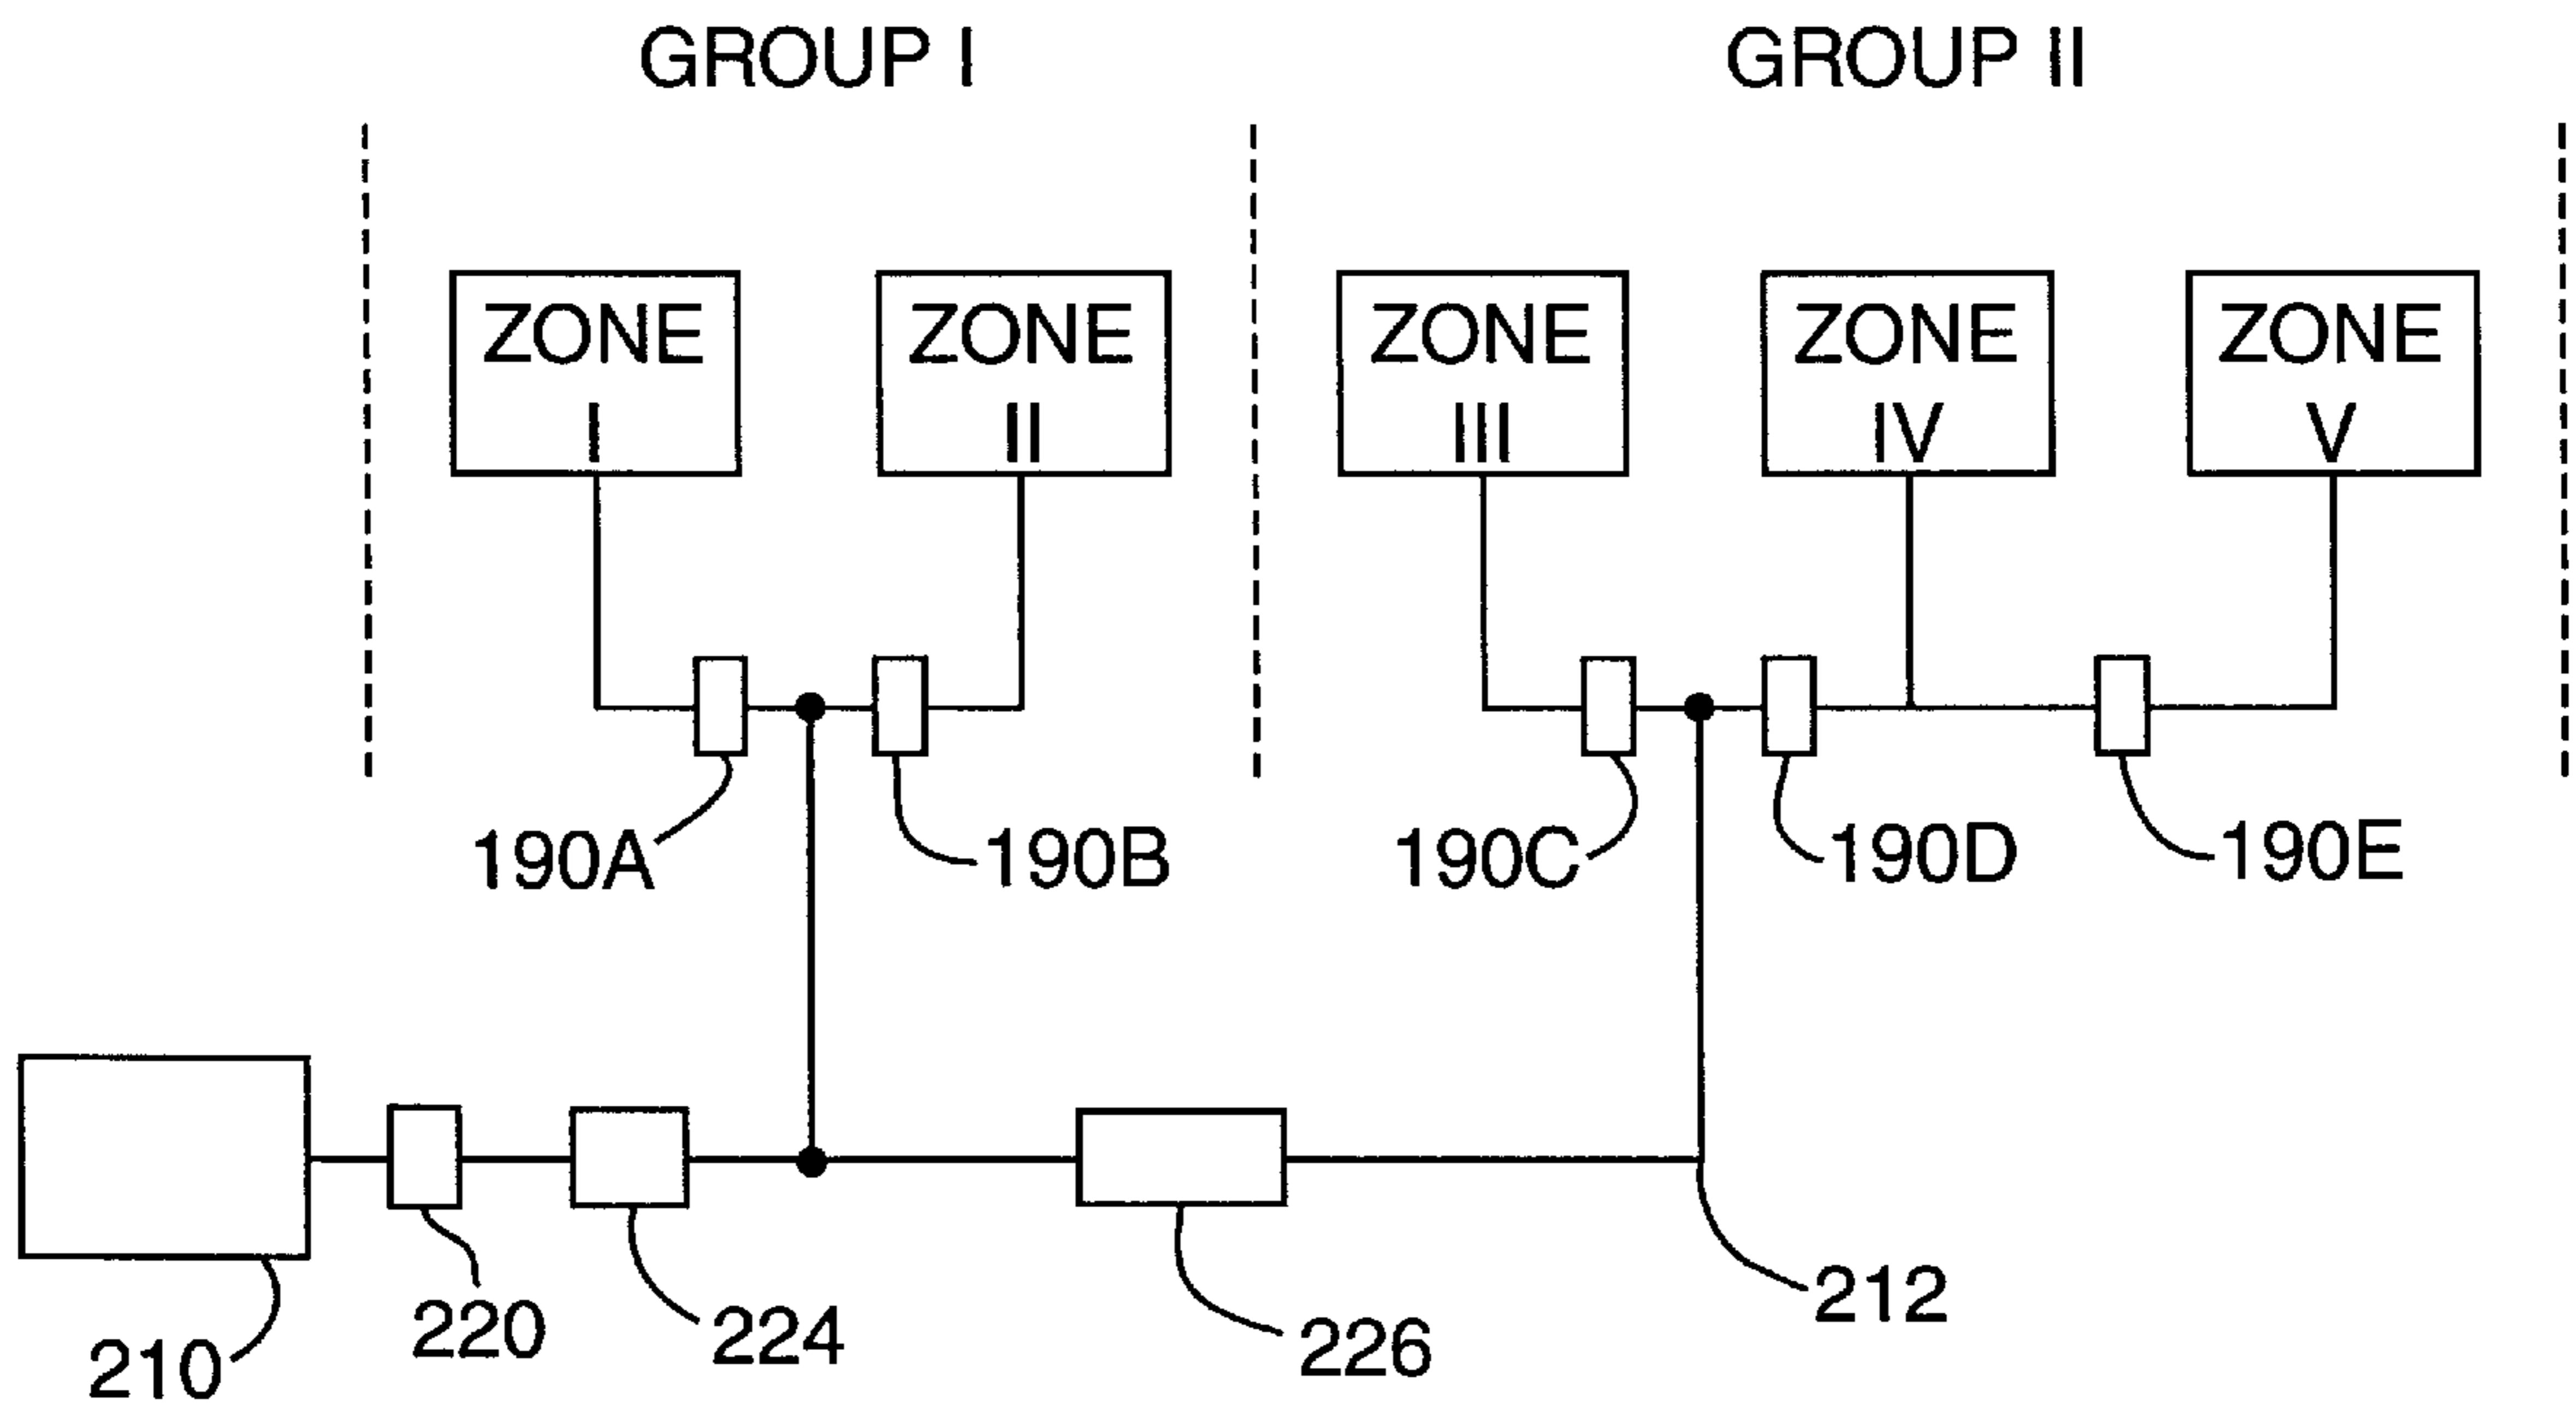 GROUP I
GROUP II
ZONE
I
ZONE
II
ZONE
III
ZONE
IV
ZONE
V
190A
190B
190C
190D
190E
210
220
224
226
212